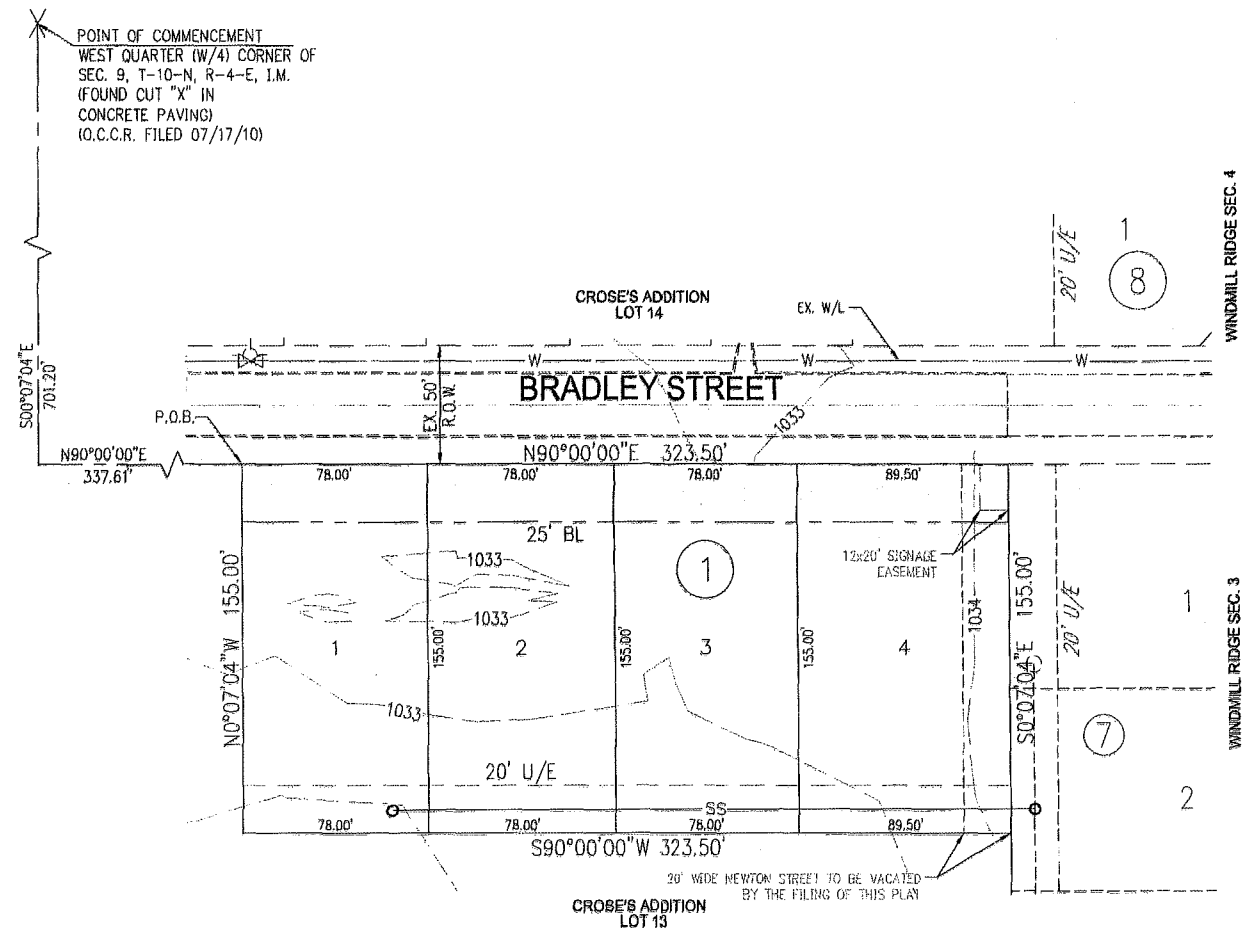 POINT OF COMMENCEMENT
WEST QUARTER (W/4) CORNER OF
SEC. 9, T-10-N, R-4-E, I.M.
(FOUND CUT "X" IN
CONCRETE PAVING)
(O.C.C.R. FILED 07/17/10)
S00°07'04"E
701.20'
N90°00'00"E
337.61'
P.O.B.
CROSE'S ADDITION
LOT 14
EX. W/L
W
W
W
BRADLEY STREET
EX. 50'
R.O.W.
1033
20' U/E
1
8
WINDMILL RIDGE SEC. 4
N90°00'00"E 323.50'
78.00'
78.00'
78.00'
89.50'
25' BL
12x20' SIGNAGE
EASEMENT
1033
1033
1
N0°07'04"W 155.00'
1
155.00'
2
155.00'
3
155.00'
4
1034
S0°07'04"E 155.00'
20' U/E
1
WINDMILL RIDGE SEC. 3
1033
7
20' U/E
2
SS
78.00'
78.00'
78.00'
89.50'
S90°00'00"W 323.50'
20' WIDE NEWTON STREET TO BE VACATED
BY THE FILING OF THIS PLAT
CROSE'S ADDITION
LOT 13